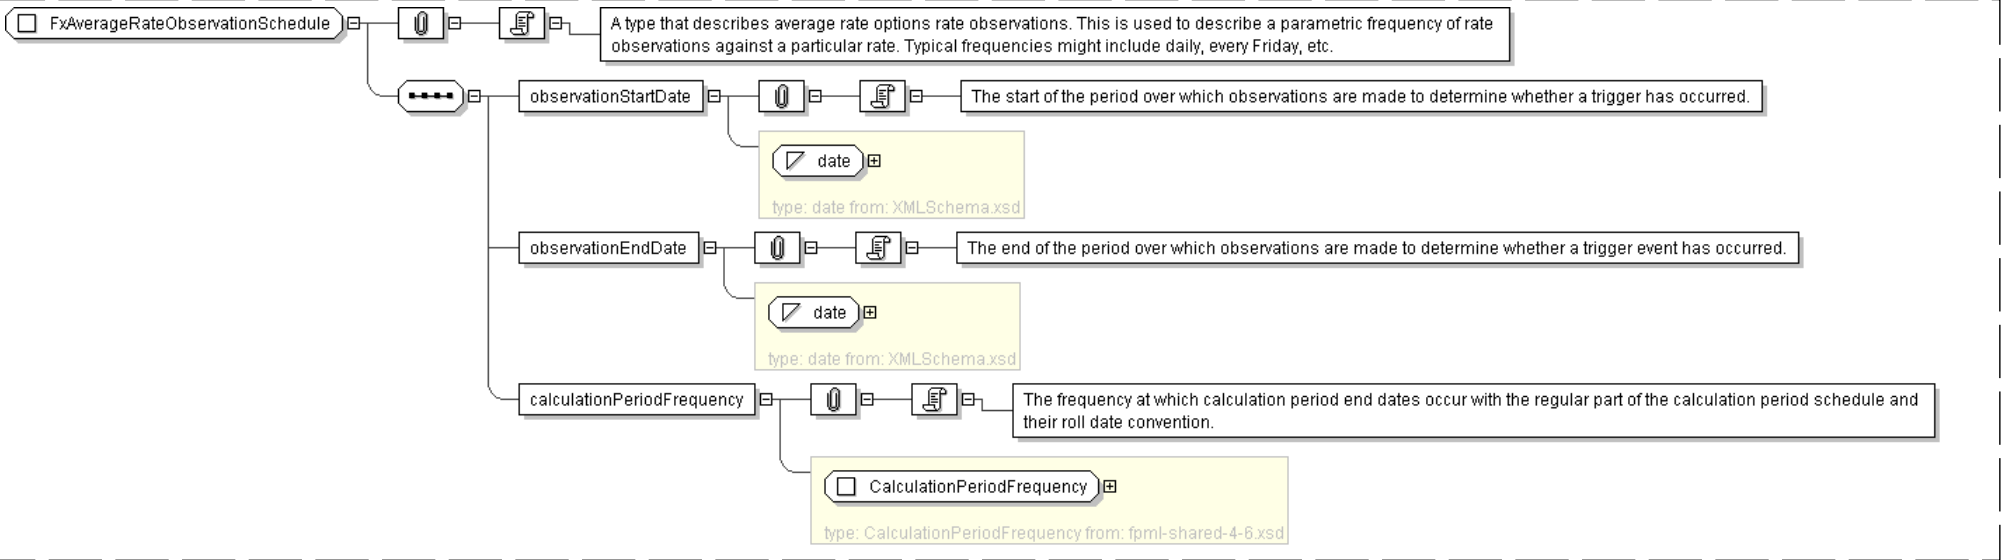 FxAverageRateObservationSchedule
A type that describes average rate options rate observations. This is used to describe a parametric frequency of rate
observations against a particular rate. Typical frequencies might include daily, every Friday, etc.
observationStartDate
The start of the period over which observations are made to determine whether a trigger has occurred.
date
type: date from: XMLSchema.xsd
observationEndDate
The end of the period over which observations are made to determine whether a trigger event has occurred.
date
type: date from: XMLSchema.xsd
calculationPeriodFrequency
The frequency at which calculation period end dates occur with the regular part of the calculation period schedule and
their roll date convention.
CalculationPeriodFrequency
type: CalculationPeriodFrequency from: fpml-shared-4-6.xsd